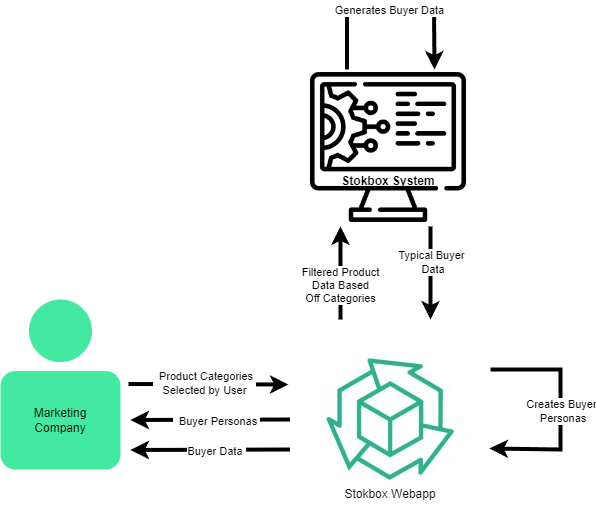 Generates Buyer Data
Stokbox System
Filtered Product
Data Based
Off Categories
Typical Buyer
Data
Product Categories
Selected by User
Marketing
Company
Buyer Personas
Buyer Data
Creates Buyer
Personas
Stokbox Webapp